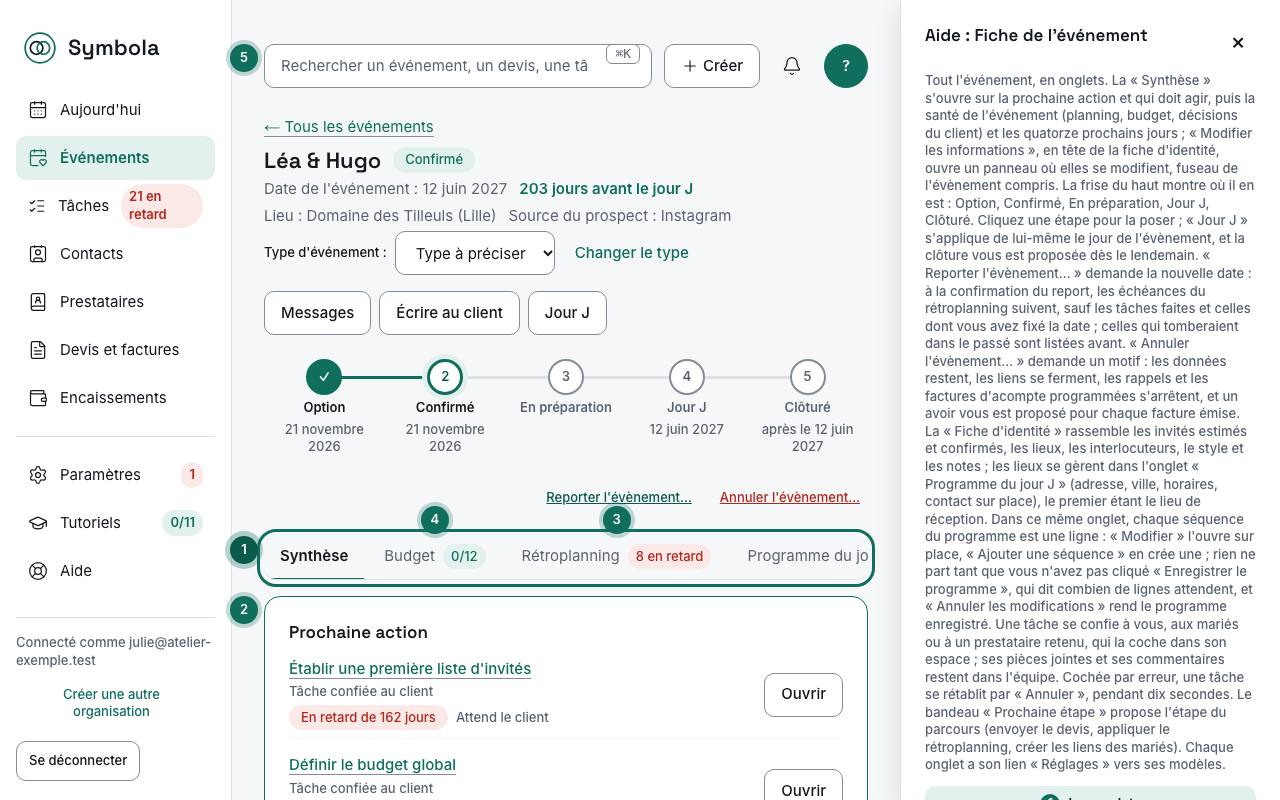 Symbola
Aujourd'hui
Événements
Tâches
21 en
retard
Contacts
Prestataires
Devis et factures
Encaissements
Paramètres
1
Tutoriels
0/11
Aide
Connecté comme julie@atelier-
exemple.test
Créer une autre
organisation
Se déconnecter
5
Rechercher un événement, un devis, une tâ
⌘K
Créer
?
← Tous les événements
Léa & Hugo
Confirmé
Date de l'événement : 12 juin 2027
203 jours avant le jour J
Lieu : Domaine des Tilleuls (Lille)
Source du prospect : Instagram
Type d'événement :
Type à préciser
Changer le type
Messages
Écrire au client
Jour J
2
3
4
5
Option
Confirmé
En préparation
Jour J
Clôturé
21 novembre
2026
21 novembre
2026
12 juin 2027
après le 12 juin
2027
Reporter l'évènement...
Annuler l'évènement...
4
3
1
Synthèse
Budget
0/12
Rétroplanning
8 en retard
Programme du jo
2
Prochaine action
Établir une première liste d'invités
Tâche confiée au client
En retard de 162 jours
Attend le client
Ouvrir
Définir le budget global
Tâche confiée au client
Ouvrir
Aide : Fiche de l'événement
Tout l'événement, en onglets. La « Synthèse »
s'ouvre sur la prochaine action et qui doit agir, puis la
santé de l'événement (planning, budget, décisions
du client) et les quatorze prochains jours ; « Modifier
les informations », en tête de la fiche d'identité,
ouvre un panneau où elles se modifient, fuseau de
l'évènement compris. La frise du haut montre où il en
est : Option, Confirmé, En préparation, Jour J,
Clôturé. Cliquez une étape pour la poser ; « Jour J »
s'applique de lui-même le jour de l'évènement, et la
clôture vous est proposée dès le lendemain. «
Reporter l'évènement... » demande la nouvelle date :
à la confirmation du report, les échéances du
rétroplanning suivent, sauf les tâches faites et celles
dont vous avez fixé la date ; celles qui tomberaient
dans le passé sont listées avant. « Annuler
l'évènement... » demande un motif : les données
restent, les liens se ferment, les rappels et les
factures d'acompte programmées s'arrêtent, et un
avoir vous est proposé pour chaque facture émise.
La « Fiche d'identité » rassemble les invités estimés
et confirmés, les lieux, les interlocuteurs, le style et
les notes ; les lieux se gèrent dans l'onglet «
Programme du jour J » (adresse, ville, horaires,
contact sur place), le premier étant le lieu de
réception. Dans ce même onglet, chaque séquence
du programme est une ligne : « Modifier » l'ouvre sur
place, « Ajouter une séquence » en crée une ; rien ne
part tant que vous n'avez pas cliqué « Enregistrer le
programme », qui dit combien de lignes attendent, et
« Annuler les modifications » rend le programme
enregistré. Une tâche se confie à vous, aux mariés
ou à un prestataire retenu, qui la coche dans son
espace ; ses pièces jointes et ses commentaires
restent dans l'équipe. Cochée par erreur, une tâche
se rétablit par « Annuler », pendant dix secondes. Le
bandeau « Prochaine étape » propose l'étape du
parcours (envoyer le devis, appliquer le
rétroplanning, créer les liens des mariés). Chaque
onglet a son lien « Réglages » vers ses modèles.